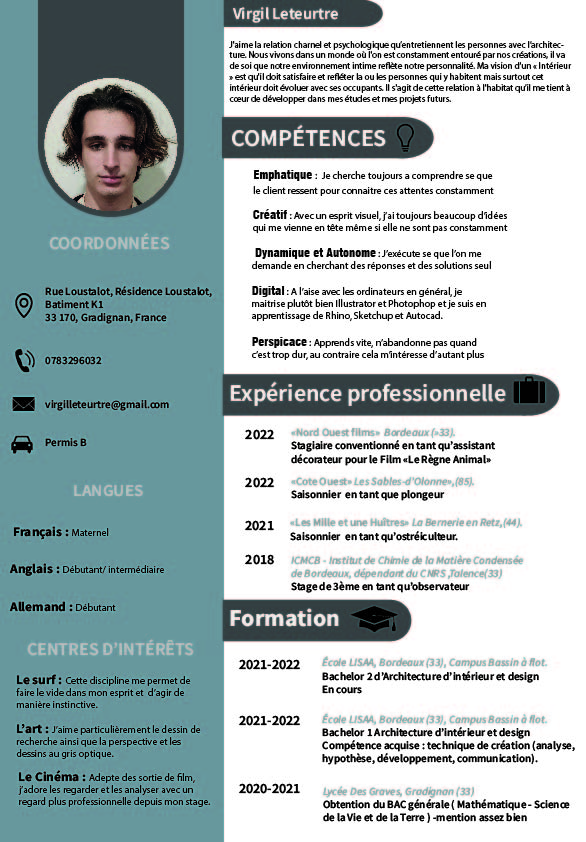 Virgil Leteurtre
J'aime la relation charnel et psychologique qu'entretiennent les personnes avec l'architec-
ture. Nous vivons dans un monde où l'on est constamment entouré par nos créations, il va
de soi que notre environnement intime reflète notre personnalité. Ma vision d'un « Intérieur
» est qu'il doit satisfaire et refléter la ou les personnes qui y habitent mais surtout cet
intérieur doit évoluer avec ses occupants. Il s'agit de cette relation à l'habitat qu'il me tient à
cœur de développer dans mes études et mes projets futurs.
COMPÉTENCES
Emphatique : Je cherche toujours a comprendre se que
le client ressent pour connaitre ces attentes constamment
Créatif : Avec un esprit visuel, j'ai toujours beaucoup d'idées
qui me vienne en tête même si elle ne sont pas constamment
Dynamique et Autonome : J'exécute se que l'on me
demande en cherchant des réponses et des solutions seul
Digital : A l'aise avec les ordinateurs en général, je
maitrise plutôt bien Illustrator et Photophop et je suis en
apprentissage de Rhino, Sketchup et Autocad.
Perspicace : Apprends vite, n'abandonne pas quand
c'est trop dur, au contraire cela m'intéresse d'autant plus
COORDONNÉES
Rue Loustalot, Résidence Loustalot,
Batiment K1
33 170, Gradignan, France
0783296032
virgilleteurtre@gmail.com
Permis B
LANGUES
Français : Maternel
Anglais : Débutant/ intermédiaire
Allemand : Débutant
CENTRES D'INTÉRÊTS
Le surf : Cette discipline me permet de
faire le vide dans mon esprit et d'agir de
manière instinctive.
L'art : J'aime particulièrement le dessin de
recherche ainsi que la perspective et les
dessins au gris optique.
Le Cinéma : Adepte des sortie de film,
j'adore les regarder et les analyser avec un
regard plus professionnelle depuis mon stage.
Expérience professionnelle
2022 «Nord Ouest films» Bordeaux (»33).
Stagiaire conventionné en tant qu'assistant
décorateur pour le Film «Le Règne Animal»
2022 «Cote Ouest» Les Sables-d'Olonne»,(85).
Saisonnier en tant que plongeur
2021 «Les Mille et une Huîtres» La Bernerie en Retz,(44).
Saisonnier en tant qu'ostréiculteur.
2018 ICMCB - Institut de Chimie de la Matière Condensée
de Bordeaux, dépendant du CNRS ,Talence(33)
Stage de 3ème en tant qu'observateur
Formation
2021-2022 École LISAA, Bordeaux (33), Campus Bassin à flot.
Bachelor 2 d'Architecture d'intérieur et design
En cours
2021-2022 École LISAA, Bordeaux (33), Campus Bassin à flot.
Bachelor 1 Architecture d'intérieur et design
Compétence acquise : technique de création (analyse,
hypothèse, développement, communication).
2020-2021 Lycée Des Graves, Gradignan (33)
Obtention du BAC générale ( Mathématique - Science
de la Vie et de la Terre ) -mention assez bien